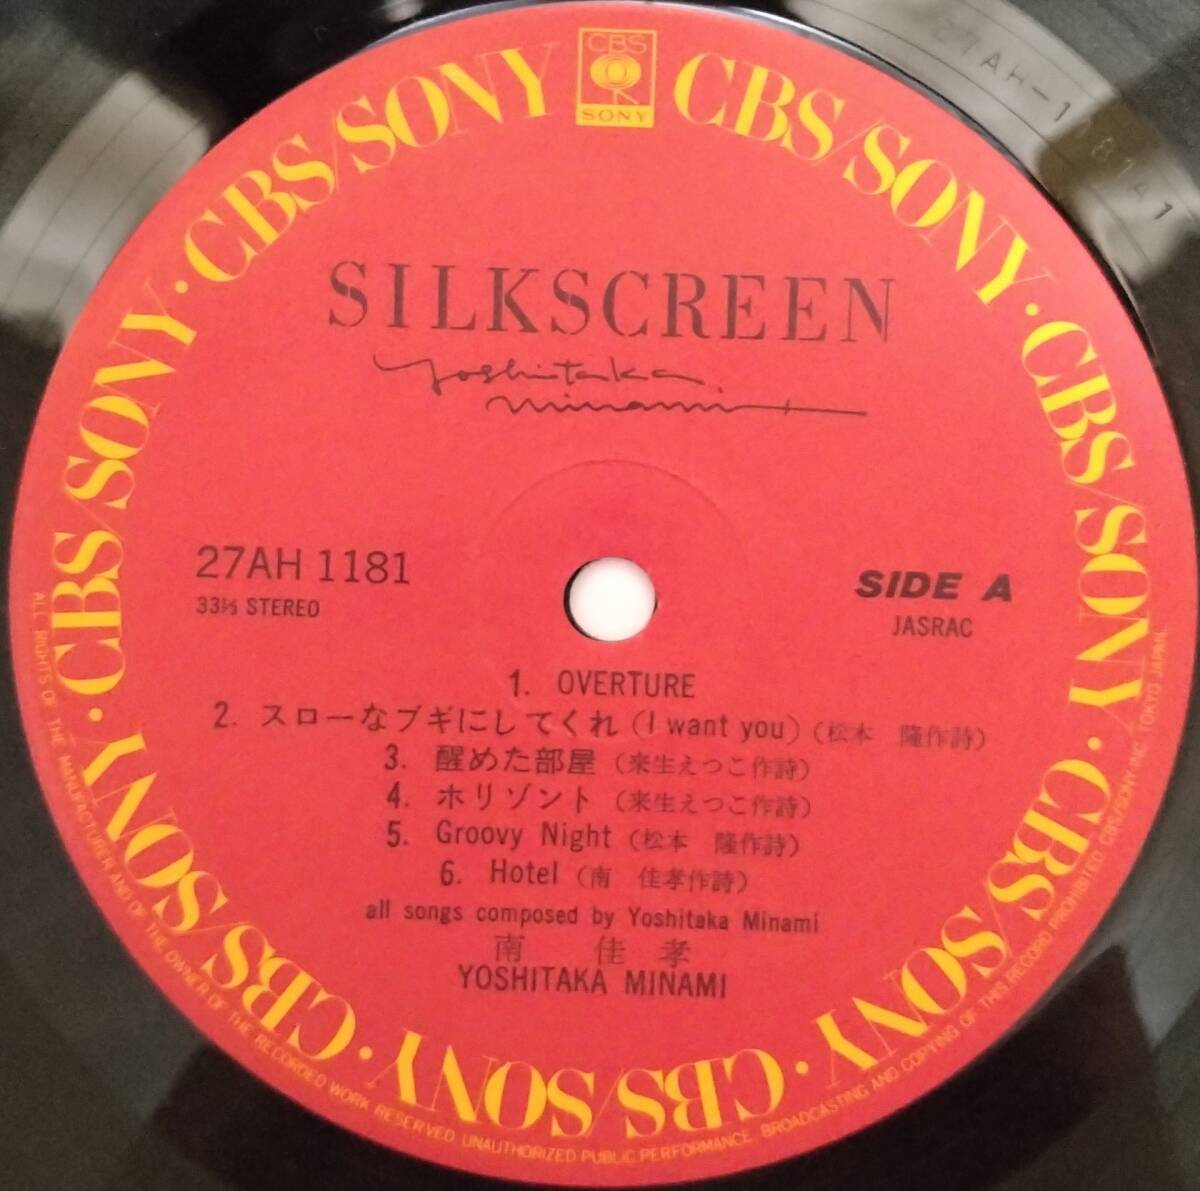 CBS
SONY
CBS/SONY · CBS/SONY · CBS/SONY · CBS/SONY · CBS/SONY · CBS/SONY · CBS/SONY · CBS/SONY
SILKSCREEN
Yoshitaka
minami
27AH 1181
33⅓ STEREO
SIDE A
JASRAC
1. OVERTURE
2. スローなブギにしてくれ (I want you) (松本 隆作詩)
3. 醒めた部屋 (来生えつこ作詩)
4. ホリゾント (来生えつこ作詩)
5. Groovy Night (松本 隆作詩)
6. Hotel (南 佳孝作詩)
all songs composed by Yoshitaka Minami
南 佳孝
YOSHITAKA MINAMI
ALL RIGHTS OF THE MANUFACTURER AND OF THE OWNER OF THE RECORDED WORK RESERVED UNAUTHORIZED PUBLIC PERFORMANCE, BROADCASTING AND COPYING OF THIS RECORD PROHIBITED CBS/SONY INC. TOKYO JAPAN.